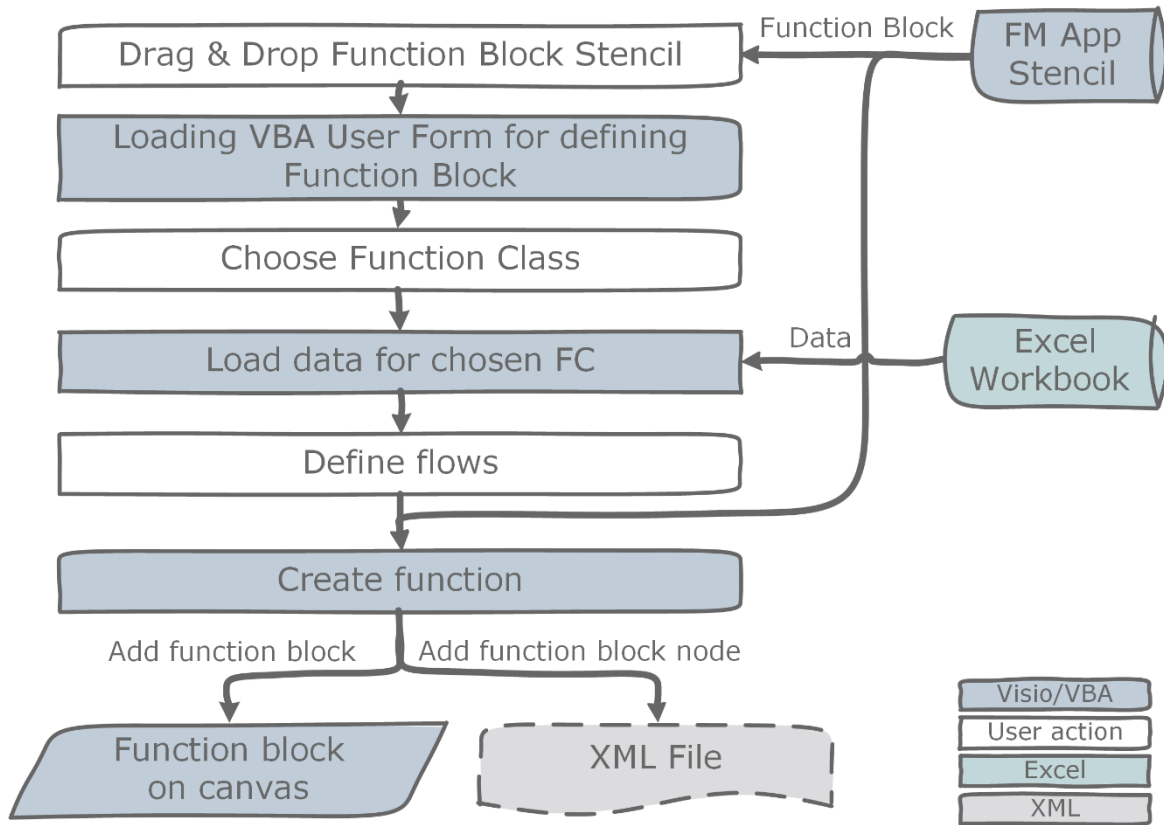 Drag & Drop Function Block Stencil
Function Block
FM App
Stencil
Loading VBA User Form for defining
Function Block
Choose Function Class
Load data for chosen FC
Data
Excel
Workbook
Define flows
Create function
Add function block
Add function block node
Function block
on canvas
XML File
Visio/VBA
User action
Excel
XML